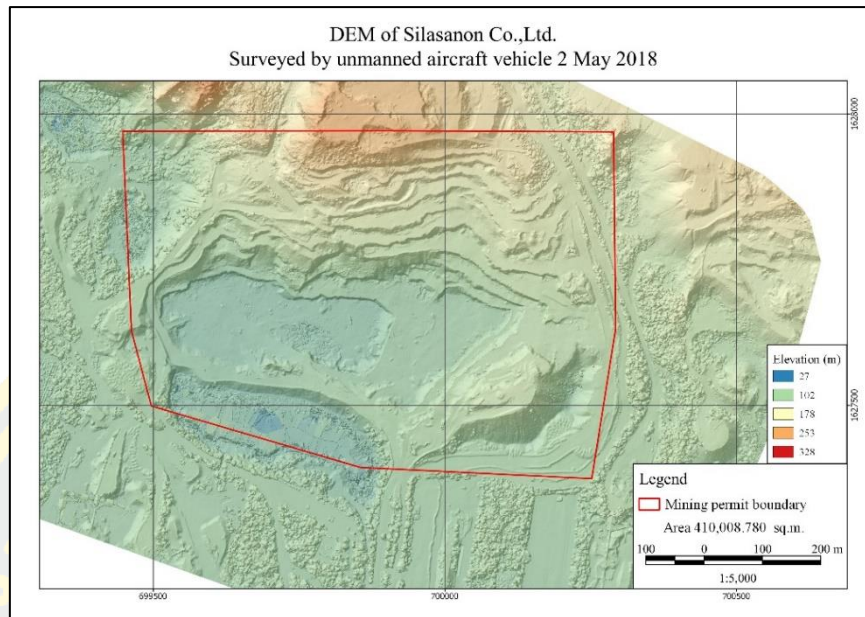 DEM of Silasanon Co.,Ltd.
Surveyed by unmanned aircraft vehicle 2 May 2018
1628000
1627500
Elevation (m)
27
102
178
253
328
Legend
Mining permit boundary
Area 410,008.780 sq.m.
100 0 100 200 m
1:5,000
699500 700000 700500